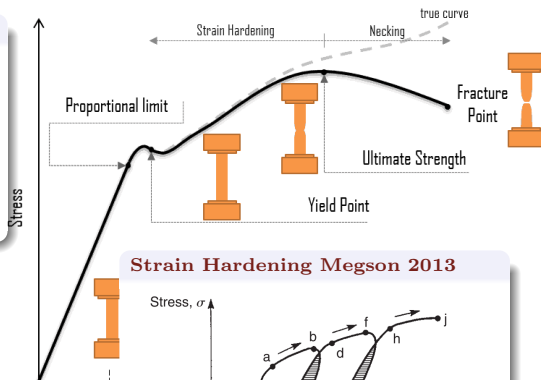 true curve
Strain Hardening
Necking
Proportional limit
Fracture
Point
Ultimate Strength
Yield Point
Stress
Strain Hardening Megson 2013
Stress, σ
a
b
d
f
h
j